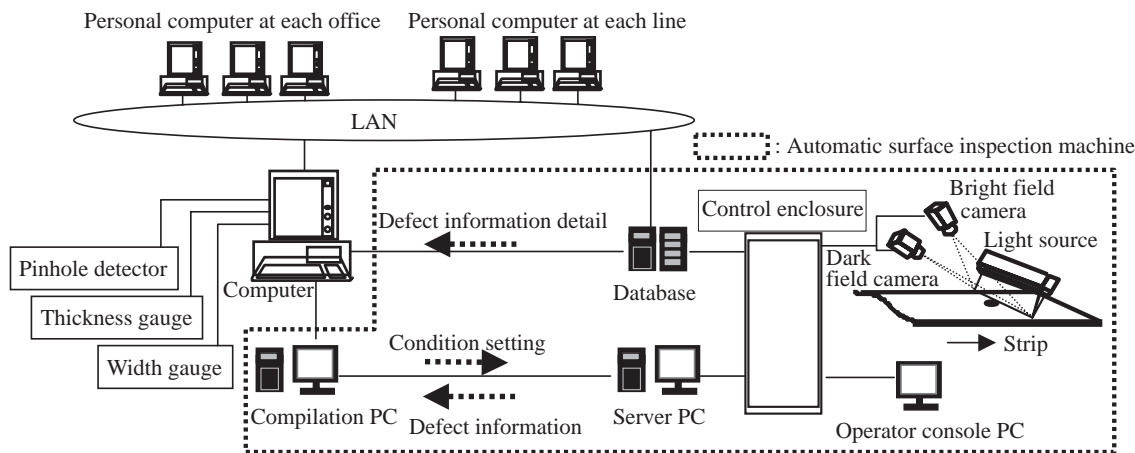 Personal computer at each office
Personal computer at each line
LAN
: Automatic surface inspection machine
Bright field
camera
Control enclosure
Light source
Defect information detail
Dark
field camera
Pinhole detector
Computer
Database
Thickness gauge
Strip
Condition setting
Width gauge
Compilation PC
Server PC
Defect information
Operator console PC